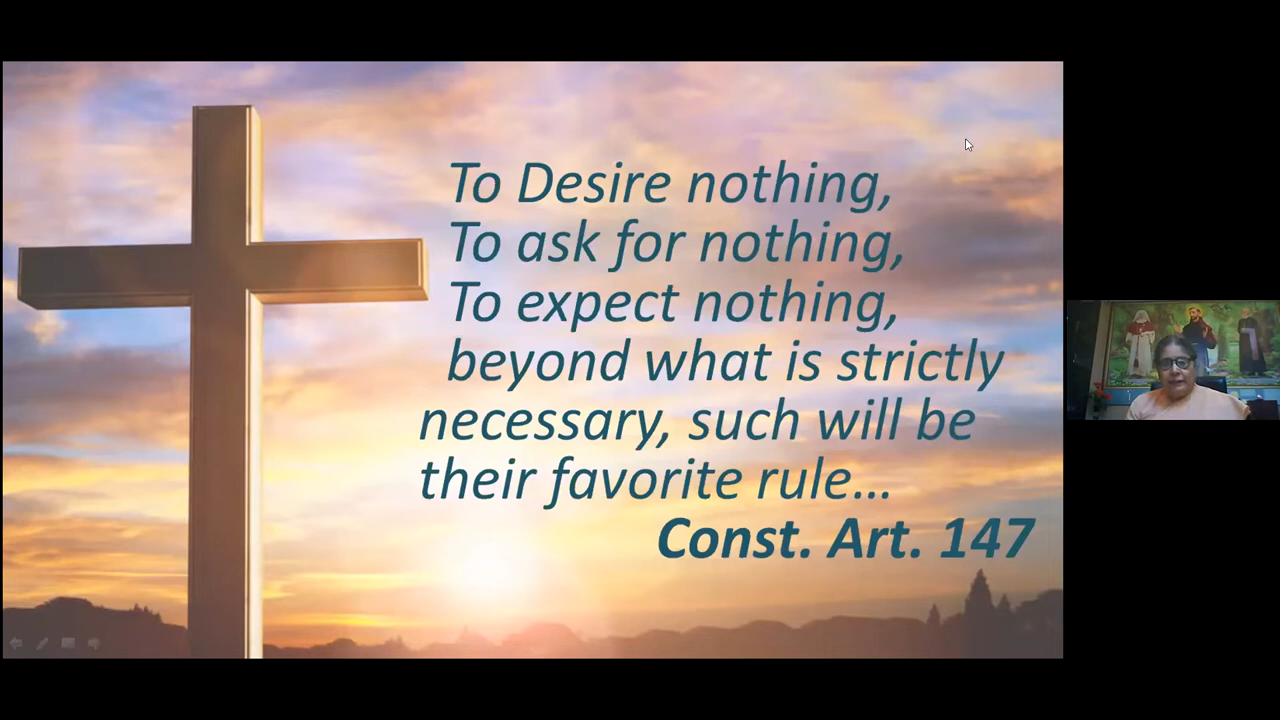 To Desire nothing,
To ask for nothing,
To expect nothing,
beyond what is strictly
necessary, such will be
their favorite rule...
Const. Art. 147